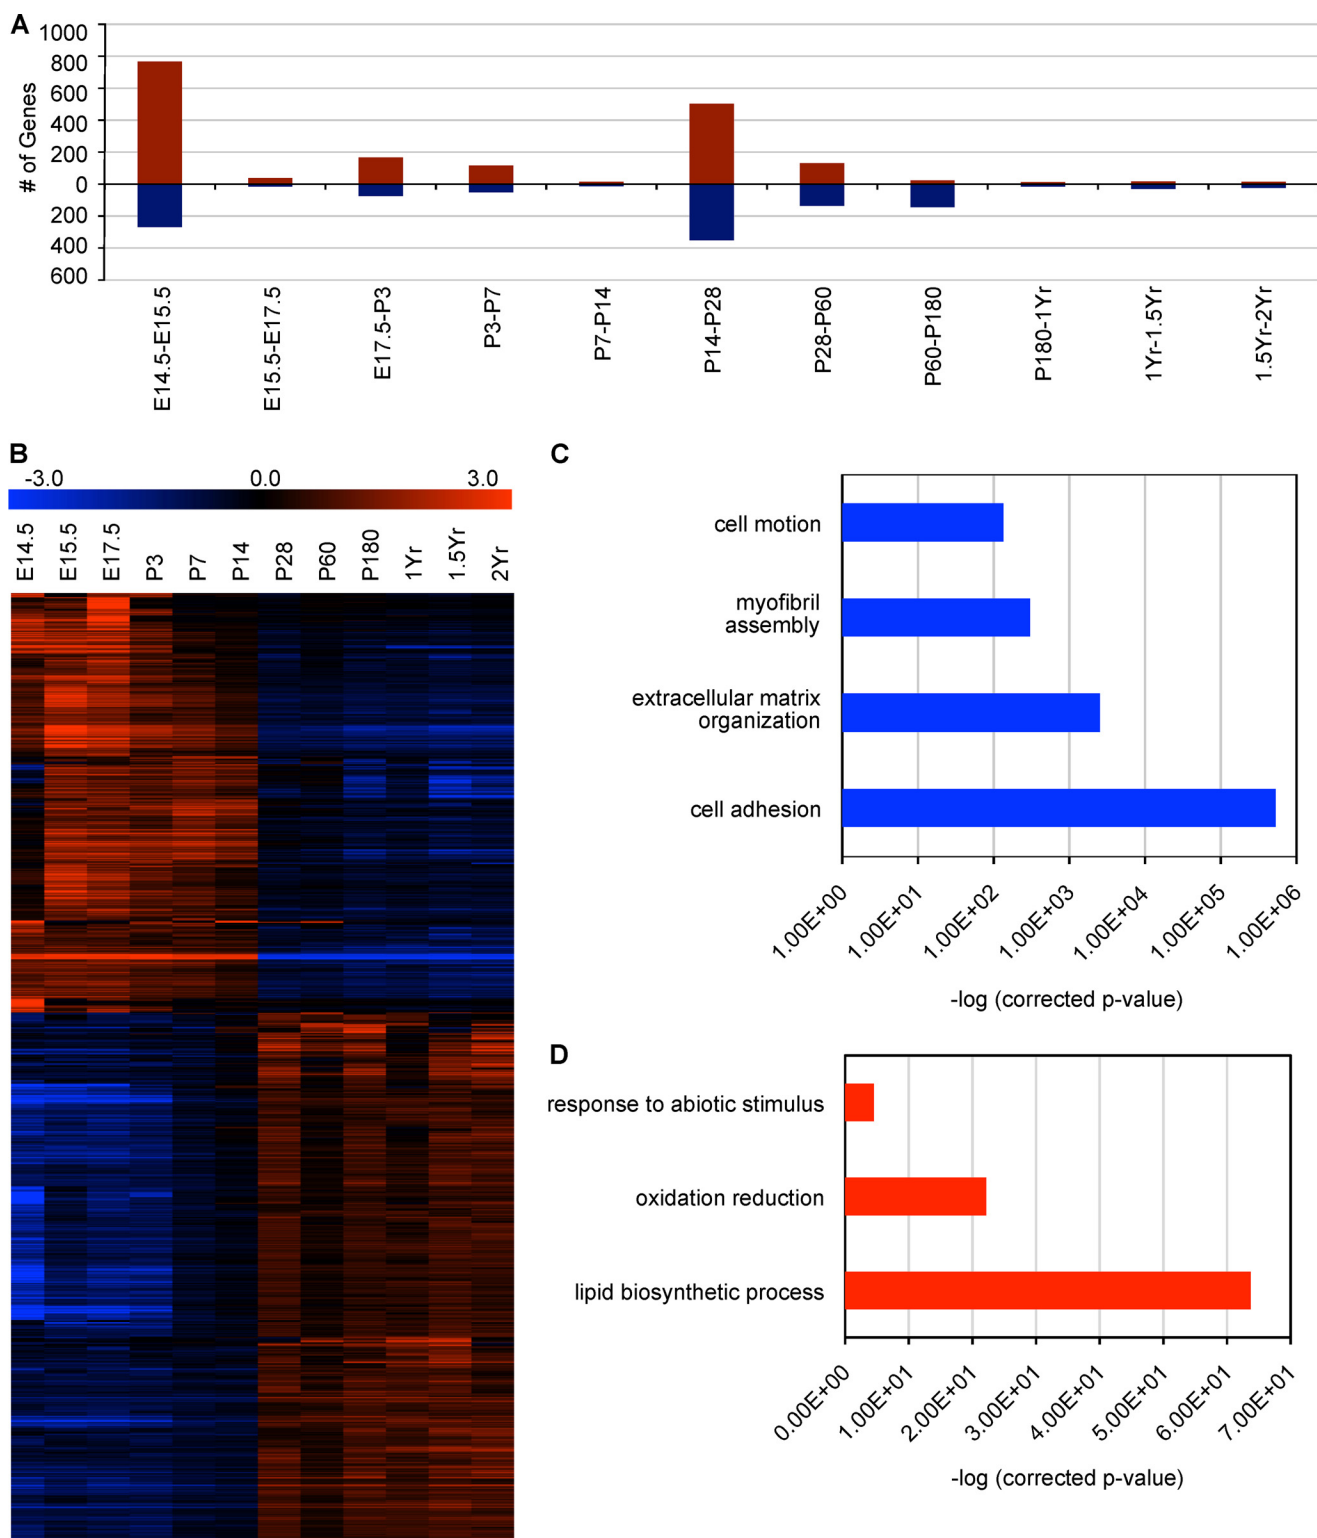 A
# of Genes
1000
800
600
400
200
0
200
400
600
E14.5-E15.5
E15.5-E17.5
E17.5-P3
P3-P7
P7-P14
P14-P28
P28-P60
P60-P180
P180-1Yr
1Yr-1.5Yr
1.5Yr-2Yr
B
-3.0 0.0 3.0
E14.5
E15.5
E17.5
P3
P7
P14
P28
P60
P180
1Yr
1.5Yr
2Yr
C
cell motion
myofibril
assembly
extracellular matrix
organization
cell adhesion
1.00E+00
1.00E+01
1.00E+02
1.00E+03
1.00E+04
1.00E+05
1.00E+06
-log (corrected p-value)
D
response to abiotic stimulus
oxidation reduction
lipid biosynthetic process
0.00E+00
1.00E+01
2.00E+01
3.00E+01
4.00E+01
5.00E+01
6.00E+01
7.00E+01
-log (corrected p-value)